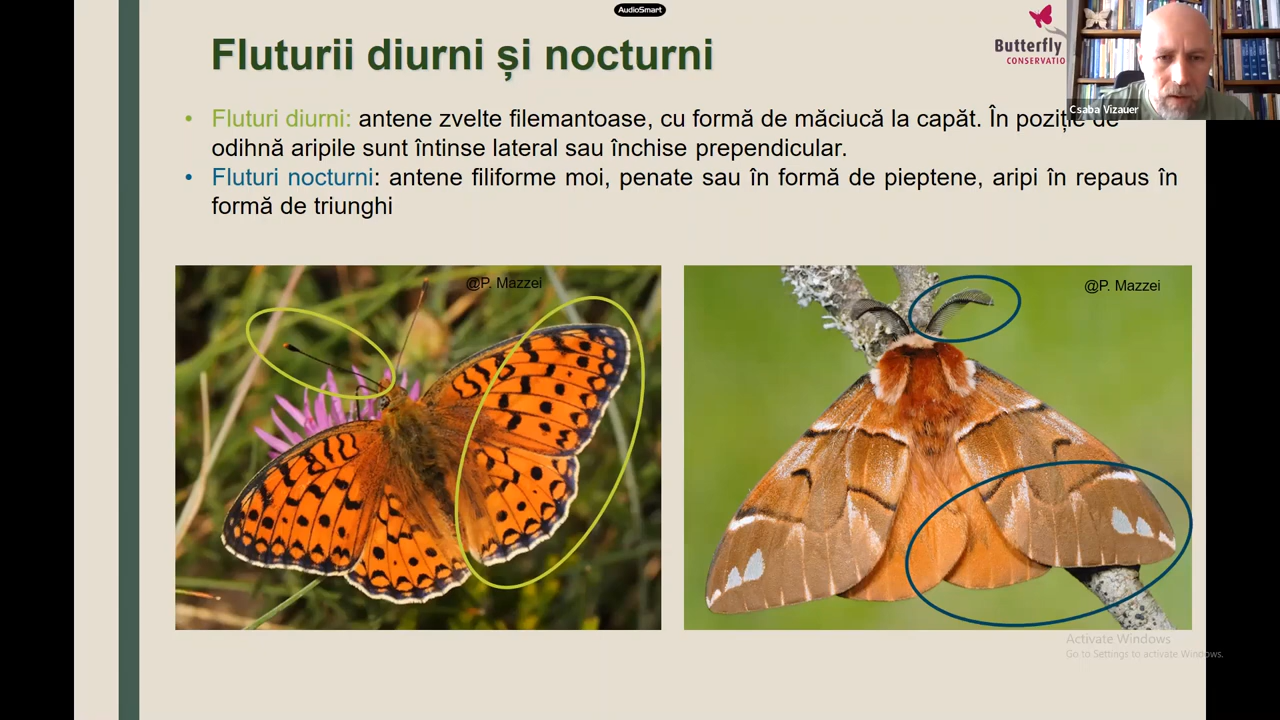 AudioSmart
Fluturii diurni și nocturni
Butterfly
CONSERVATIO
Csaba Vizauer
• Fluturi diurni: antene zvelte filemantoase, cu formă de măciucă la capăt. În poziție de
odihnă aripile sunt întinse lateral sau închise prependicular.
• Fluturi nocturni: antene filiforme moi, penate sau în formă de pieptene, aripi în repaus în
formă de triunghi
@P. Mazzei
@P. Mazzei
Activate Windows
Go to Settings to activate Windows.